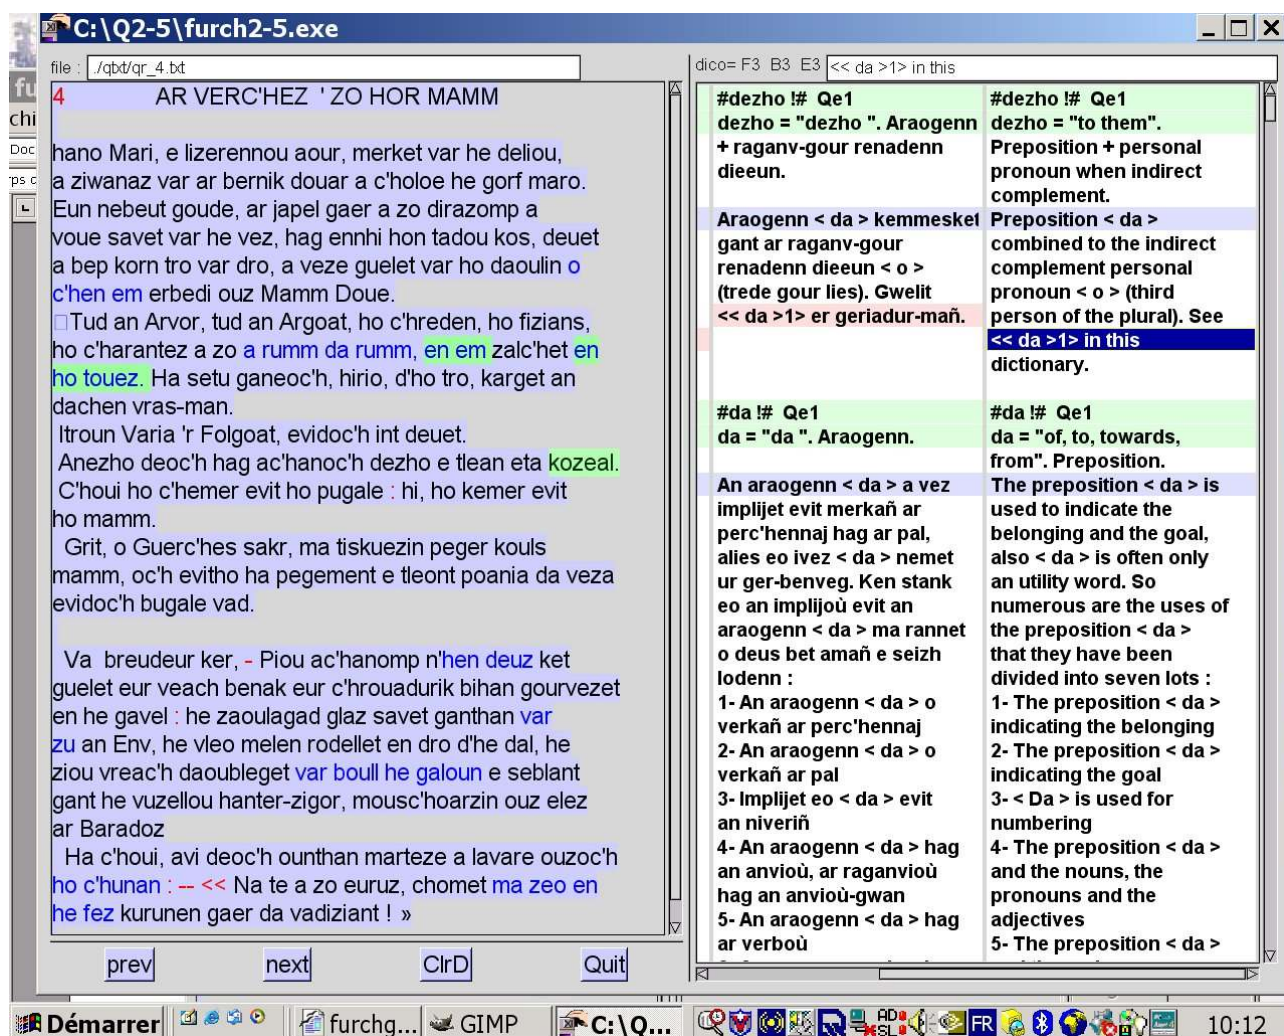 C:\Q2-5\furch2-5.exe
file : ./qtxt/qr_4.txt
4 AR VERC'HEZ ' ZO HOR MAMM
hano Mari, e lizerennou aour, merket var he deliou,
a ziwanaz var ar bernik douar a c'holoe he gorf maro.
Eun nebeut goude, ar japel gaer a zo dirazomp a
voue savet var he vez, hag ennhi hon tadou kos, deuet
a bep korn tro var dro, a veze guelet var ho daoulin o
c'hen em erbedi ouz Mamm Doue.
Tud an Arvor, tud an Argoat, ho c'hreden, ho fizians,
ho c'harantez a zo a rumm da rumm, en em zalc'het en
ho touez. Ha setu ganeoc'h, hirio, d'ho tro, karget an
dachen vras-man.
Itroun Varia 'r Folgoat, evidoc'h int deuet.
Anezho deoc'h hag ac'hanoc'h dezho e tlean eta kozeal.
C'houi ho c'hemer evit ho pugale : hi, ho kemer evit
ho mamm.
Grit, o Guerc'hes sakr, ma tiskuezin peger kouls
mamm, oc'h evitho ha pegement e tleont poania da veza
evidoc'h bugale vad.
Va breudeur ker, - Piou ac'hanomp n'hen deuz ket
guelet eur veach benak eur c'hrouadurik bihan gourvezet
en he gavel : he zaoulagad glaz savet ganthan var
zu an Env, he vleo melen rodellet en dro d'he dal, he
ziou vreac'h daoubleget var boull he galoun e seblant
gant he vuzellou hanter-zigor, mousc'hoarzin ouz elez
ar Baradoz
Ha c'houi, avi deoc'h ounthan marteze a lavare ouzoc'h
ho c'hunan : -- << Na te a zo euruz, chomet ma zeo en
he fez kurunen gaer da vadiziant ! »
prev next ClrD Quit
dico= F3 B3 E3 << da >1> in this
#dezho !# Qe1
dezho = "dezho ". Araogenn
+ raganv-gour renadenn
dieeun.
Araogenn < da > kemmesket
gant ar raganv-gour
renadenn dieeun < o >
(trede gour lies). Gwelit
<< da >1> er geriadur-mañ.
#da !# Qe1
da = "da ". Araogenn.
An araogenn < da > a vez
implijet evit merkañ ar
perc'hennaj hag ar pal,
alies eo ivez < da > nemet
ur ger-benveg. Ken stank
eo an implijoù evit an
araogenn < da > ma rannet
o deus bet amañ e seizh
lodenn :
1- An araogenn < da > o
verkañ ar perc'hennaj
2- An araogenn < da > o
verkañ ar pal
3- Implijet eo < da > evit
an niveriñ
4- An araogenn < da > hag
an anvioù, ar raganvioù
hag an anvioù-gwan
5- An araogenn < da > hag
ar verboù
#dezho !# Qe1
dezho = "to them".
Preposition + personal
pronoun when indirect
complement.
Preposition < da >
combined to the indirect
complement personal
pronoun < o > (third
person of the plural). See
<< da >1> in this
dictionary.
#da !# Qe1
da = "of, to, towards,
from". Preposition.
The preposition < da > is
used to indicate the
belonging and the goal,
also < da > is often only
an utility word. So
numerous are the uses of
the preposition < da >
that they have been
divided into seven lots :
1- The preposition < da >
indicating the belonging
2- The preposition < da >
indicating the goal
3- < Da > is used for
numbering
4- The preposition < da >
and the nouns, the
pronouns and the
adjectives
5- The preposition < da >
Démarrer furchg... GIMP C:\Q... FR 10:12